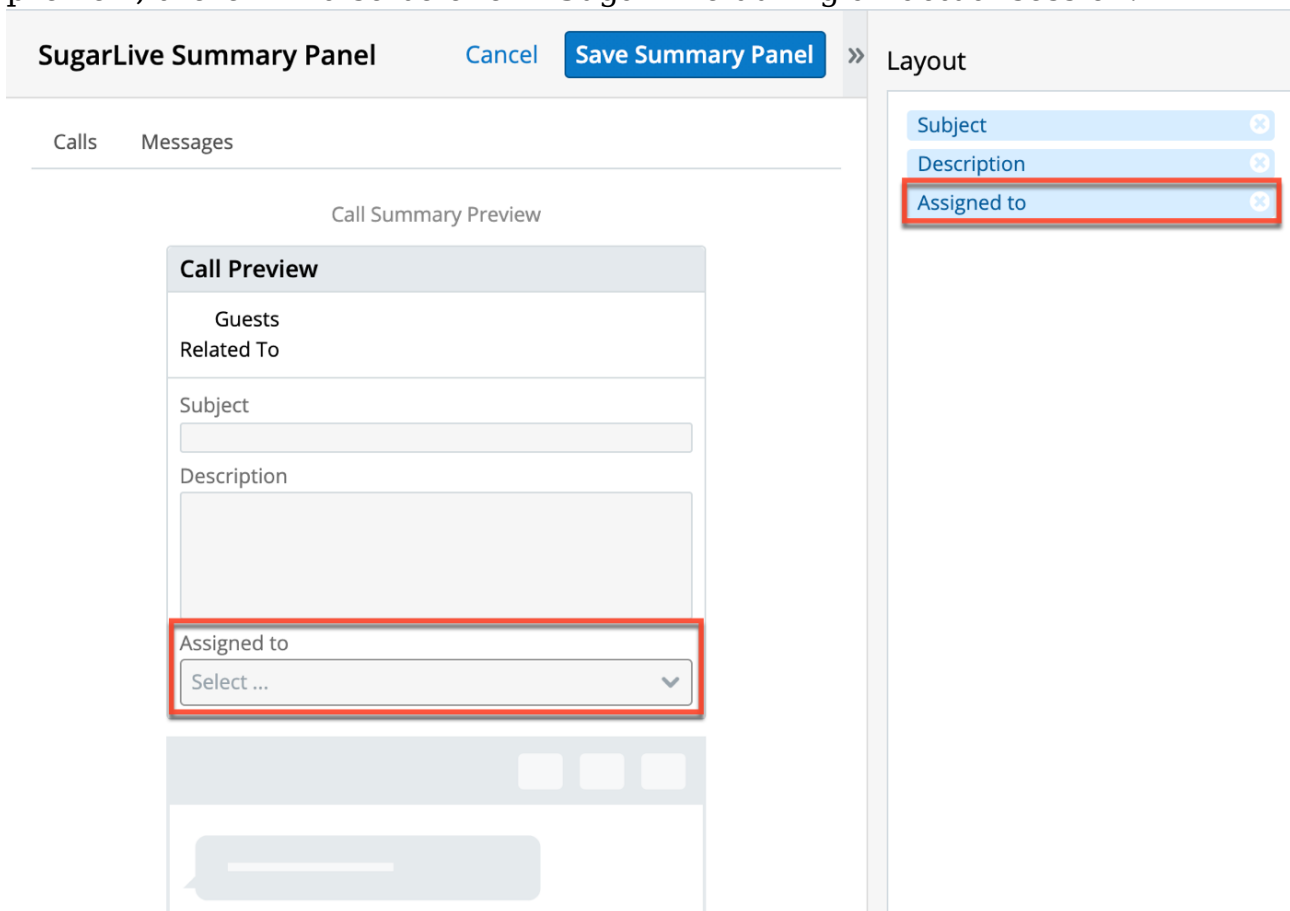 SugarLive Summary Panel Cancel Save Summary Panel » Layout
Calls Messages
Call Summary Preview
Call Preview
Guests
Related To
Subject
Description
Assigned to
Select ...
Subject
Description
Assigned to